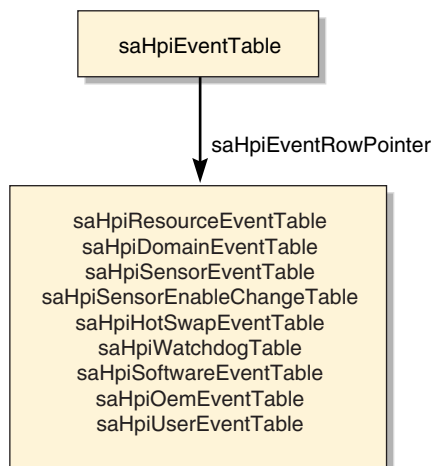 saHpiEventTable
saHpiEventRowPointer
saHpiResourceEventTable
saHpiDomainEventTable
saHpiSensorEventTable
saHpiSensorEnableChangeTable
saHpiHotSwapEventTable
saHpiWatchdogTable
saHpiSoftwareEventTable
saHpiOemEventTable
saHpiUserEventTable